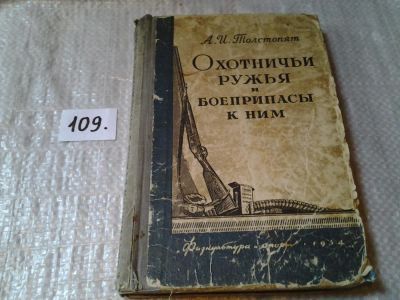 А. И. Толстопят
Охотничьи
ружья
и
боеприпасы
к ним
„Физкультура и спорт" · 1954
109.